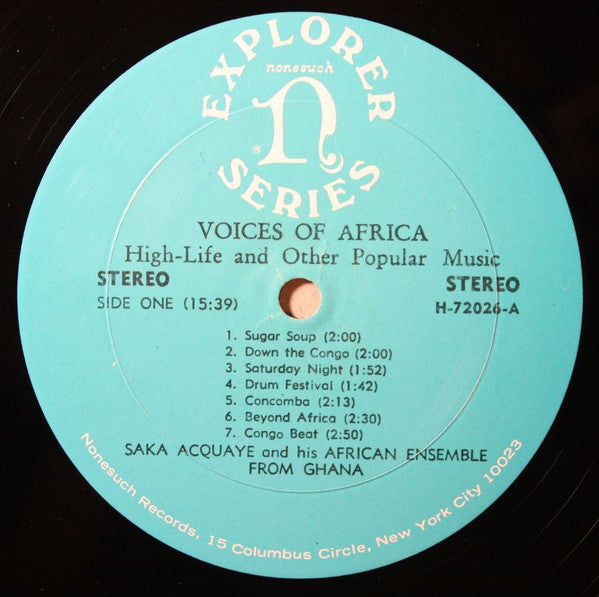 EXPLORER
nonesuch
n
®
SERIES
VOICES OF AFRICA
High-Life and Other Popular Music
STEREO
STEREO
SIDE ONE (15:39)
H-72026-A
1. Sugar Soup (2:00)
2. Down the Congo (2:00)
3. Saturday Night (1:52)
4. Drum Festival (1:42)
5. Concomba (2:13)
6. Beyond Africa (2:30)
7. Congo Beat (2:50)
SAKA ACQUAYE and his AFRICAN ENSEMBLE
FROM GHANA
Nonesuch Records, 15 Columbus Circle, New York City 10023